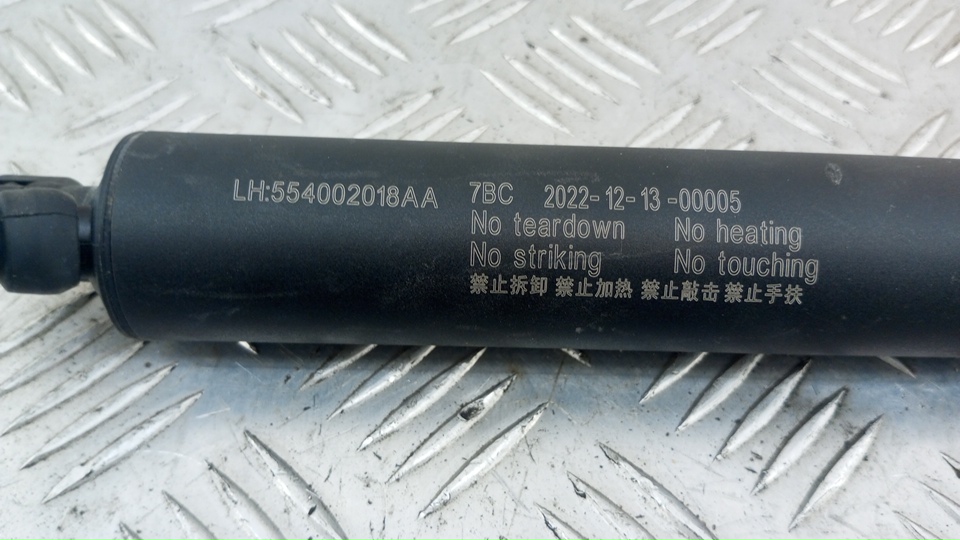 LH:554002018AA 7BC 2022-12-13-00005
No teardown No heating
No striking No touching
禁止拆卸 禁止加热 禁止敲击 禁止手扶